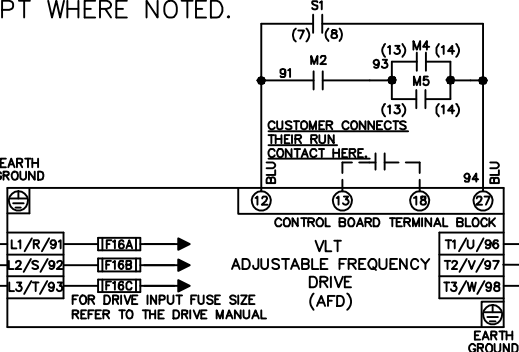 PT WHERE NOTED.
S1
(7) (8)
(13) M4 (14)
93
M2
91
M5
(13) (14)
CUSTOMER CONNECTS
THEIR RUN
CONTACT HERE.
BLU
94
BLU
EARTH
GROUND
12
13
18
27
CONTROL BOARD TERMINAL BLOCK
L1/R/91
F16A
L2/S/92
F16B
L3/T/93
F16C
VLT
ADJUSTABLE FREQUENCY
DRIVE
(AFD)
T1/U/96
T2/V/97
T3/W/98
FOR DRIVE INPUT FUSE SIZE
REFER TO THE DRIVE MANUAL
EARTH
GROUND